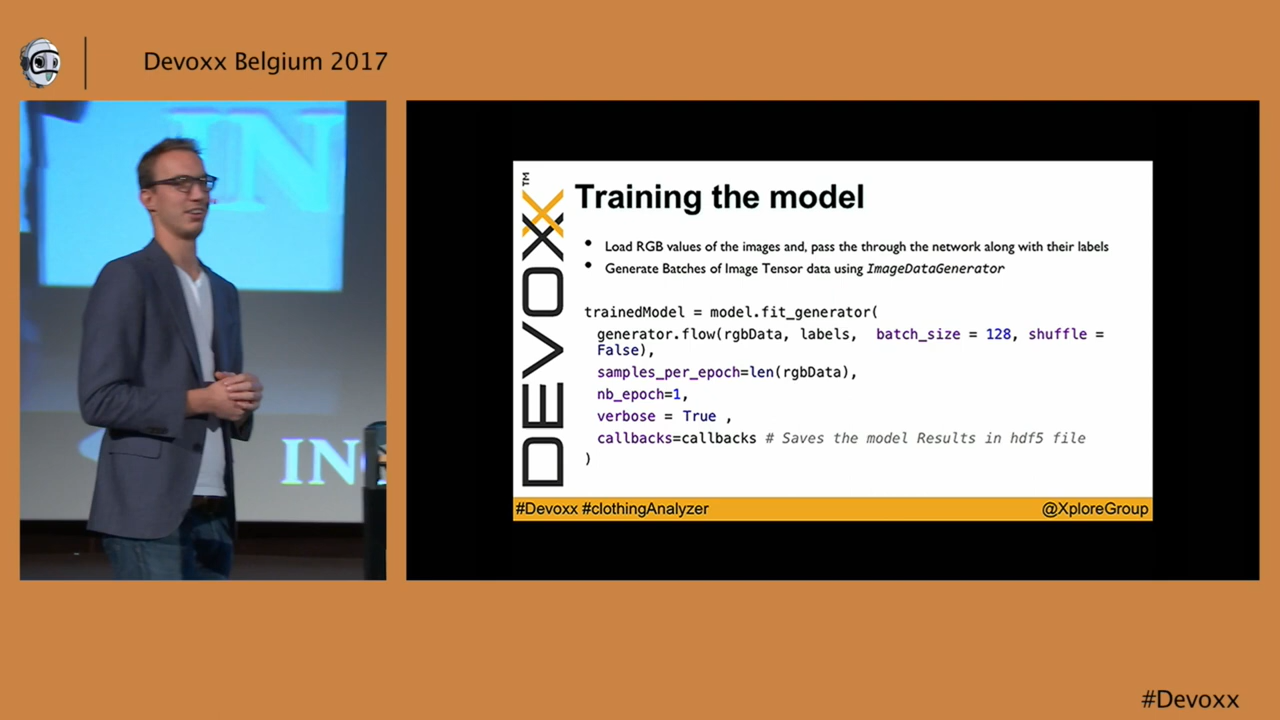 Devoxx Belgium 2017
IN
IN
DEVOXX™
Training the model
• Load RGB values of the images and, pass the through the network along with their labels
• Generate Batches of Image Tensor data using ImageDataGenerator
trainedModel = model.fit_generator(
generator.flow(rgbData, labels, batch_size = 128, shuffle =
False),
samples_per_epoch=len(rgbData),
nb_epoch=1,
verbose = True ,
callbacks=callbacks # Saves the model Results in hdf5 file
)
#Devoxx #clothingAnalyzer
@XploreGroup
#Devoxx